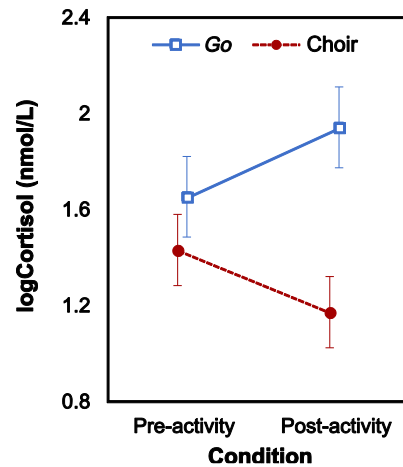 2.4
Go Choir
2
1.6
1.2
0.8
logCortisol (nmol/L)
Pre-activity Post-activity
Condition